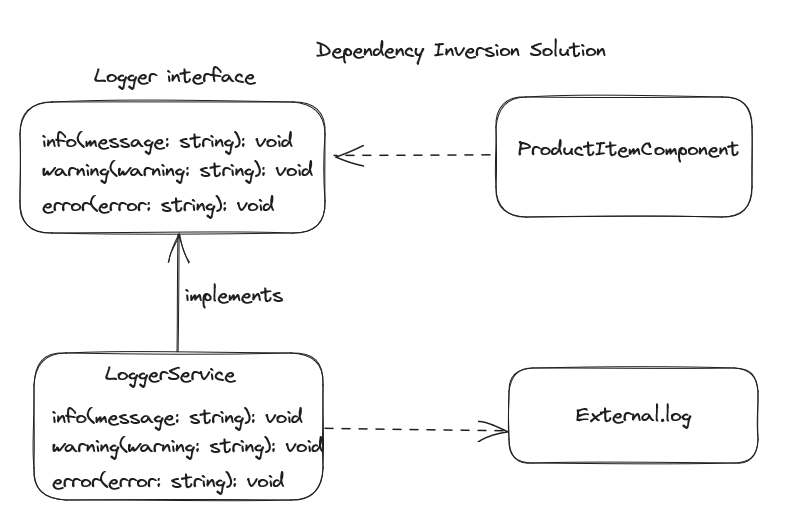 Dependency Inversion Solution
Logger interface
info(message: string): void
warning(warning: string): void
error(error: string): void
ProductItemComponent
implements
LoggerService
info(message: string): void
warning(warning: string): void
error(error: string): void
External.log